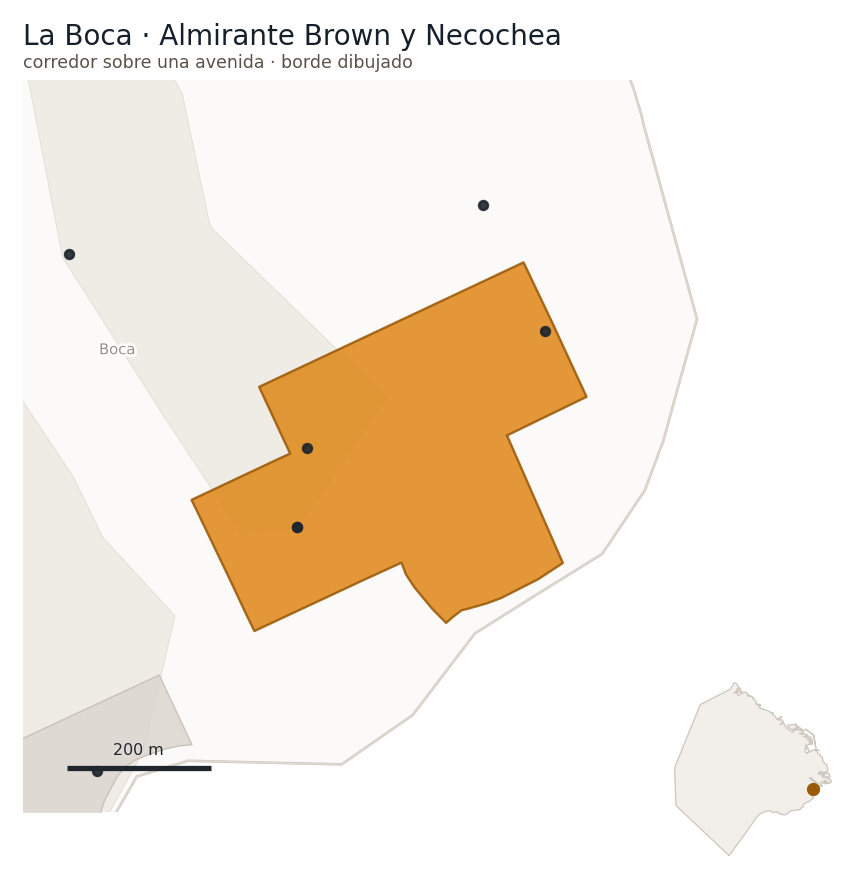 La Boca · Almirante Brown y Necochea
corredor sobre una avenida · borde dibujado
Boca
200 m